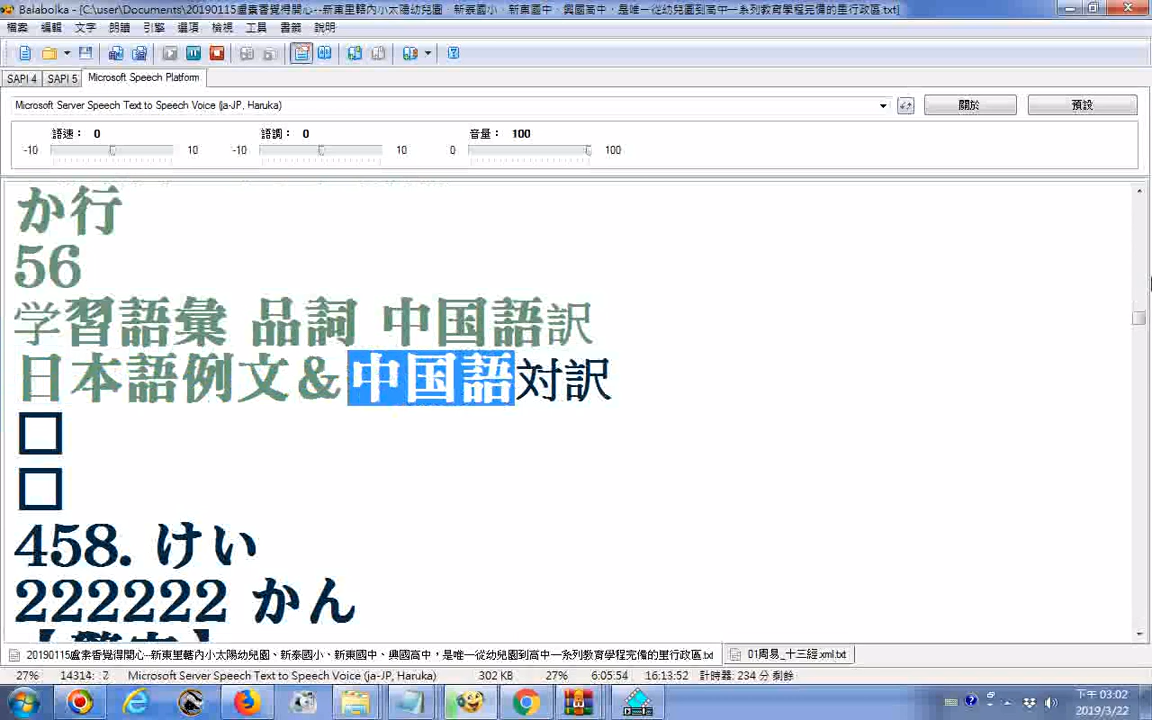 Balabolka - [C:\user\Documents\20190115盧素香覺得開心--新東里轄內小太陽幼兒園、新泰國小、新東國中、興國高中，是唯一從幼兒園到高中一系列教育學程完備的里行政區.txt]
檔案 編輯 文字 朗讀 引擎 選項 檢視 工具 書籤 說明
SAPI 4 SAPI 5 Microsoft Speech Platform
Microsoft Server Speech Text to Speech Voice (ja-JP, Haruka) 關於 預設
語速： 0 語調： 0 音量： 100
-10 10 -10 10 0 100
か行
56
学習語彙 品詞 中国語訳
日本語例文＆中国語対訳
□
□
458. けい
222222 かん
20190115盧素香覺得開心--新東里轄內小太陽幼兒園、新泰國小、新東國中、興國高中，是唯一從幼兒園到高中一系列教育學程完備的里行政區.txt 01周易_十三經.xml.txt
27% 14314: 2 Microsoft Server Speech Text to Speech Voice (ja-JP, Haruka) 302 KB 27% 6:05:54 16:13:52 計時器: 234 分 剩餘
下午 03:02
2019/3/22